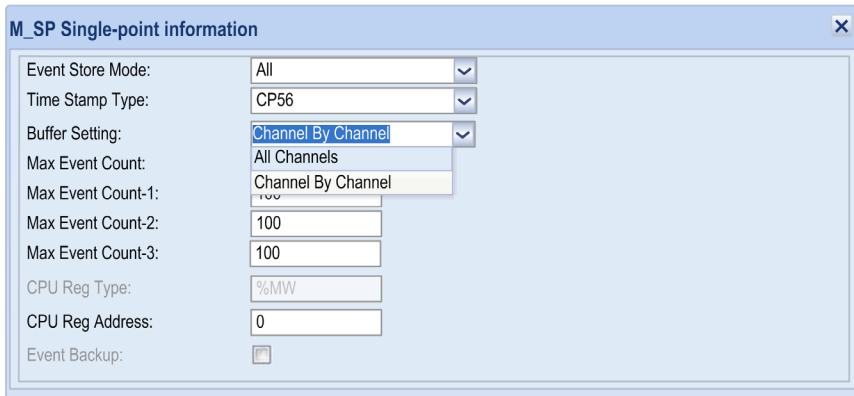 M_SP Single-point information
Event Store Mode: All
Time Stamp Type: CP56
Buffer Setting: Channel By Channel
All Channels
Max Event Count:
Channel By Channel
Max Event Count-1:
Max Event Count-2: 100
Max Event Count-3: 100
CPU Reg Type: %MW
CPU Reg Address: 0
Event Backup: